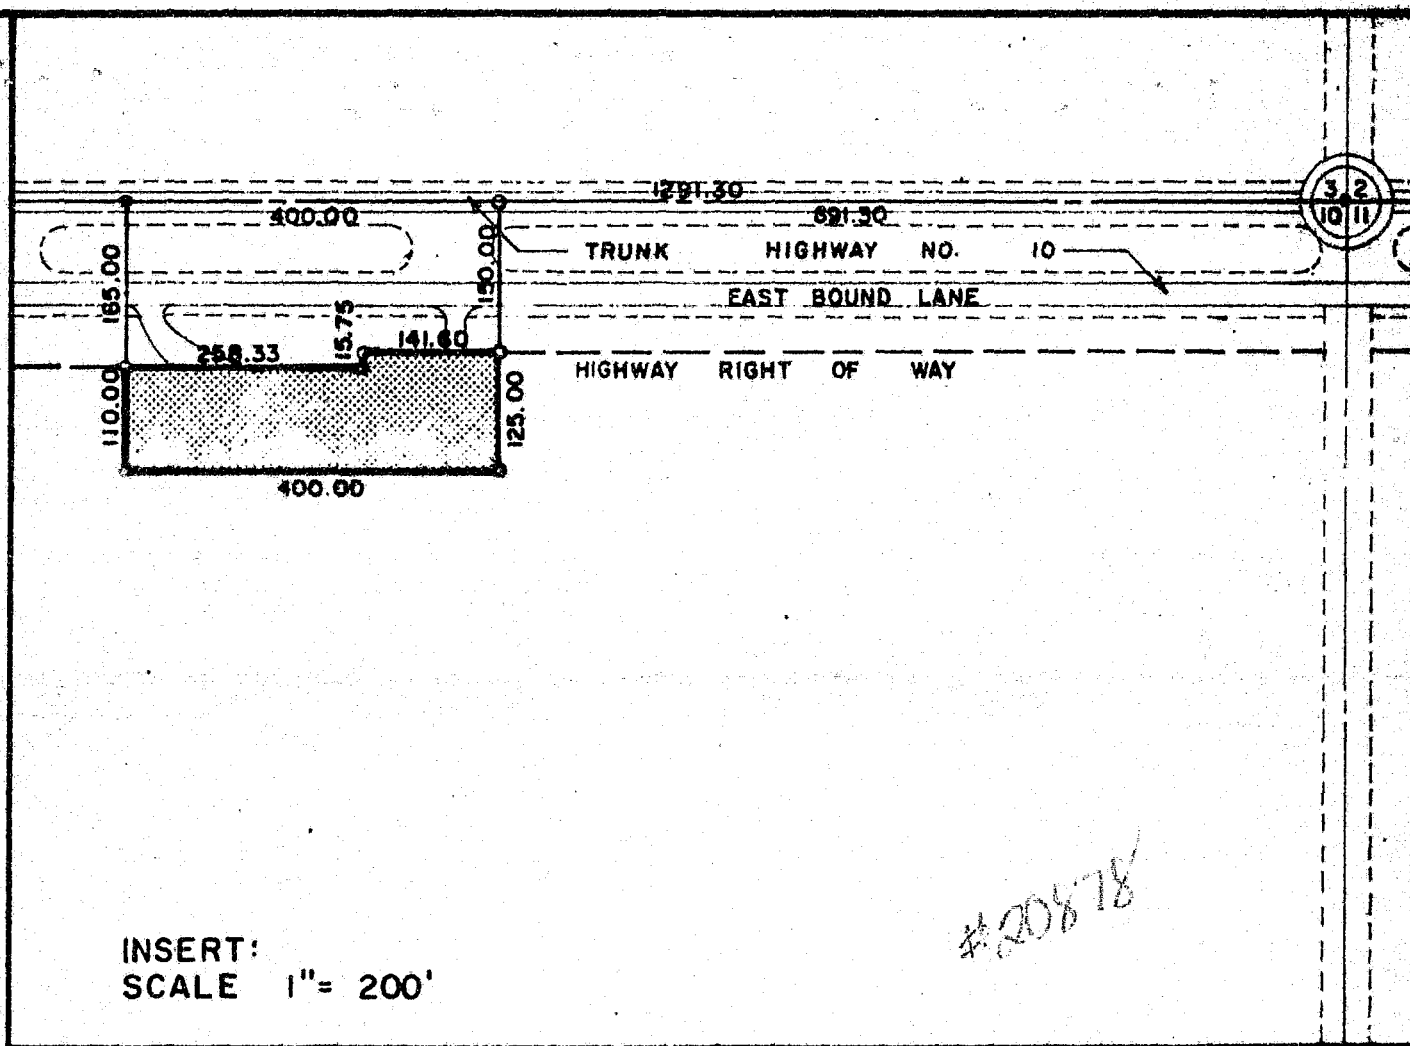 1291.30
3 2
10 11
400.00
891.30
TRUNK HIGHWAY NO. 10
165.00
150.00
EAST BOUND LANE
15.75
141.60
258.33
HIGHWAY RIGHT OF WAY
110.00
125.00
400.00
#20878
INSERT:
SCALE 1"= 200'